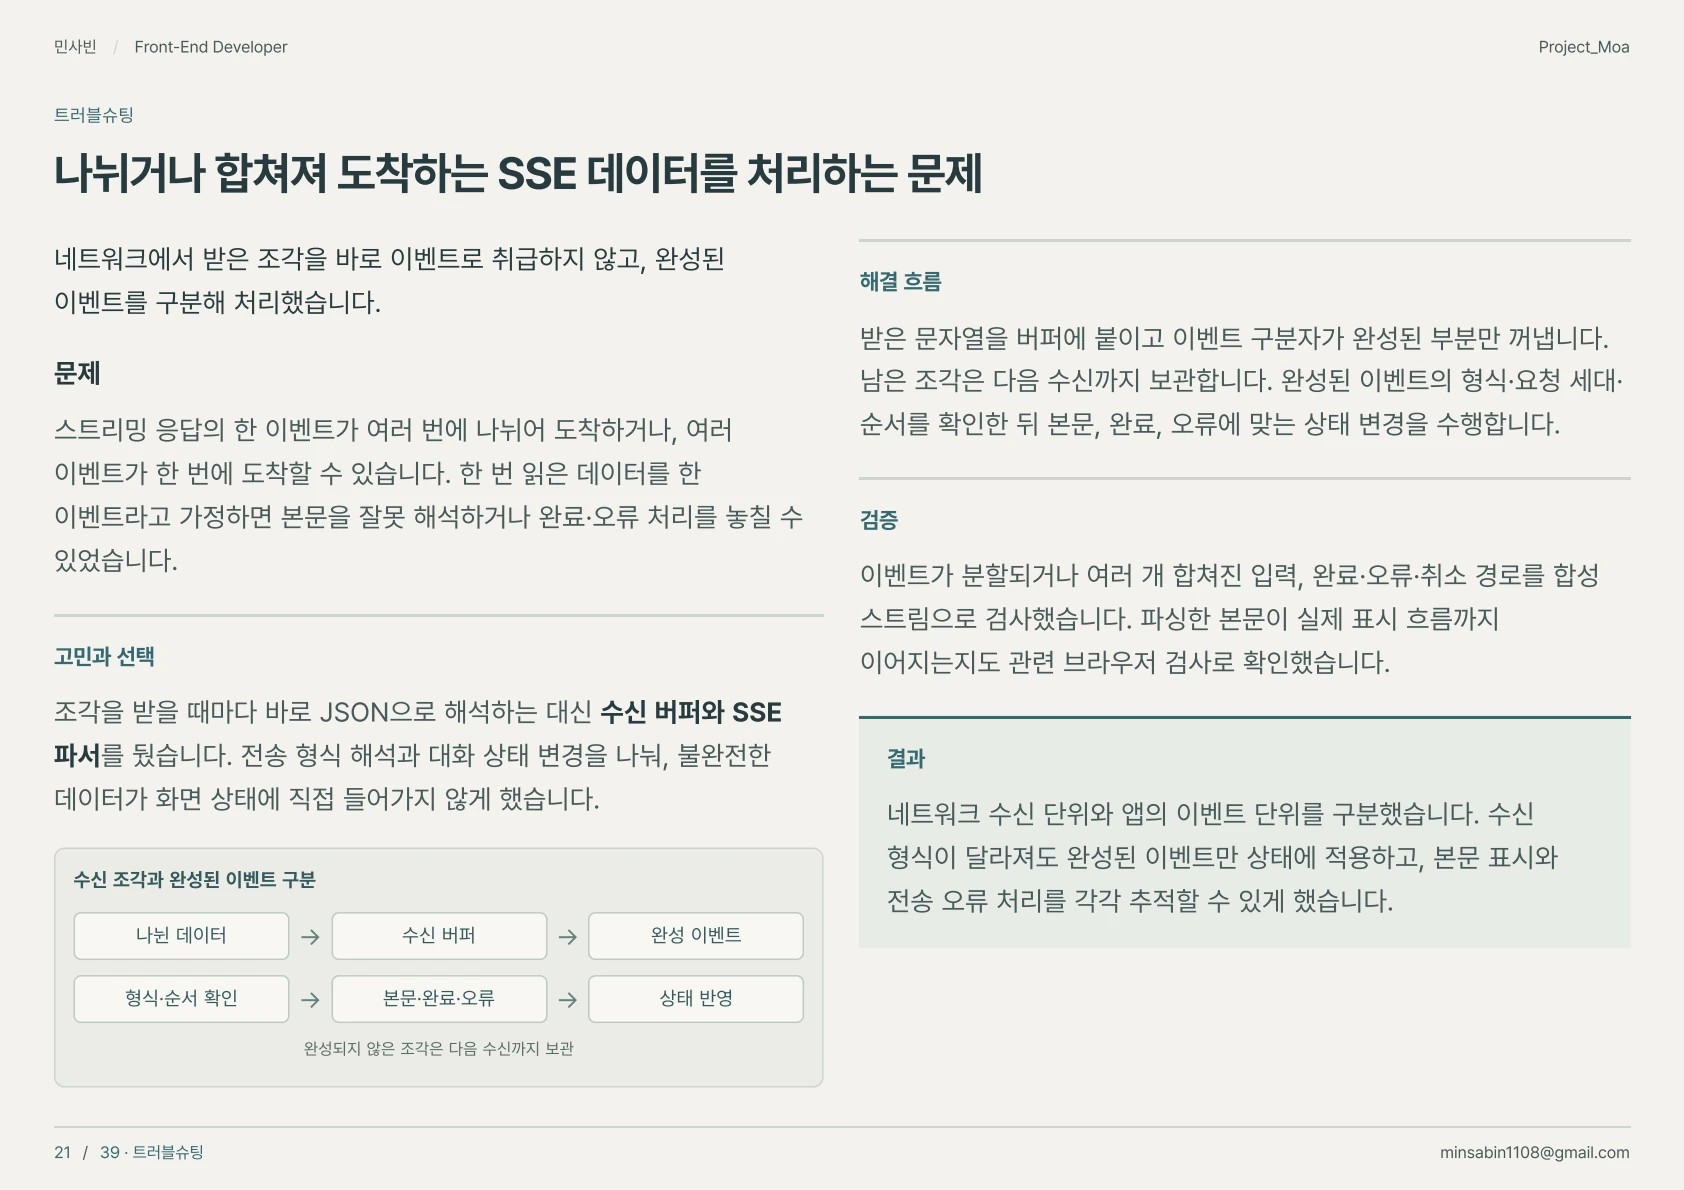 민사빈 / Front-End Developer
Project_Moa
트러블슈팅
나뉘거나 합쳐져 도착하는 SSE 데이터를 처리하는 문제
네트워크에서 받은 조각을 바로 이벤트로 취급하지 않고, 완성된
이벤트를 구분해 처리했습니다.
문제
스트리밍 응답의 한 이벤트가 여러 번에 나뉘어 도착하거나, 여러
이벤트가 한 번에 도착할 수 있습니다. 한 번 읽은 데이터를 한
이벤트라고 가정하면 본문을 잘못 해석하거나 완료·오류 처리를 놓칠 수
있었습니다.
고민과 선택
조각을 받을 때마다 바로 JSON으로 해석하는 대신 수신 버퍼와 SSE
파서를 뒀습니다. 전송 형식 해석과 대화 상태 변경을 나눠, 불완전한
데이터가 화면 상태에 직접 들어가지 않게 했습니다.
수신 조각과 완성된 이벤트 구분
나뉜 데이터 → 수신 버퍼 → 완성 이벤트
형식·순서 확인 → 본문·완료·오류 → 상태 반영
완성되지 않은 조각은 다음 수신까지 보관
해결 흐름
받은 문자열을 버퍼에 붙이고 이벤트 구분자가 완성된 부분만 꺼냅니다.
남은 조각은 다음 수신까지 보관합니다. 완성된 이벤트의 형식·요청 세대·
순서를 확인한 뒤 본문, 완료, 오류에 맞는 상태 변경을 수행합니다.
검증
이벤트가 분할되거나 여러 개 합쳐진 입력, 완료·오류·취소 경로를 합성
스트림으로 검사했습니다. 파싱한 본문이 실제 표시 흐름까지
이어지는지도 관련 브라우저 검사로 확인했습니다.
결과
네트워크 수신 단위와 앱의 이벤트 단위를 구분했습니다. 수신
형식이 달라져도 완성된 이벤트만 상태에 적용하고, 본문 표시와
전송 오류 처리를 각각 추적할 수 있게 했습니다.
21 / 39 · 트러블슈팅
minsabin1108@gmail.com